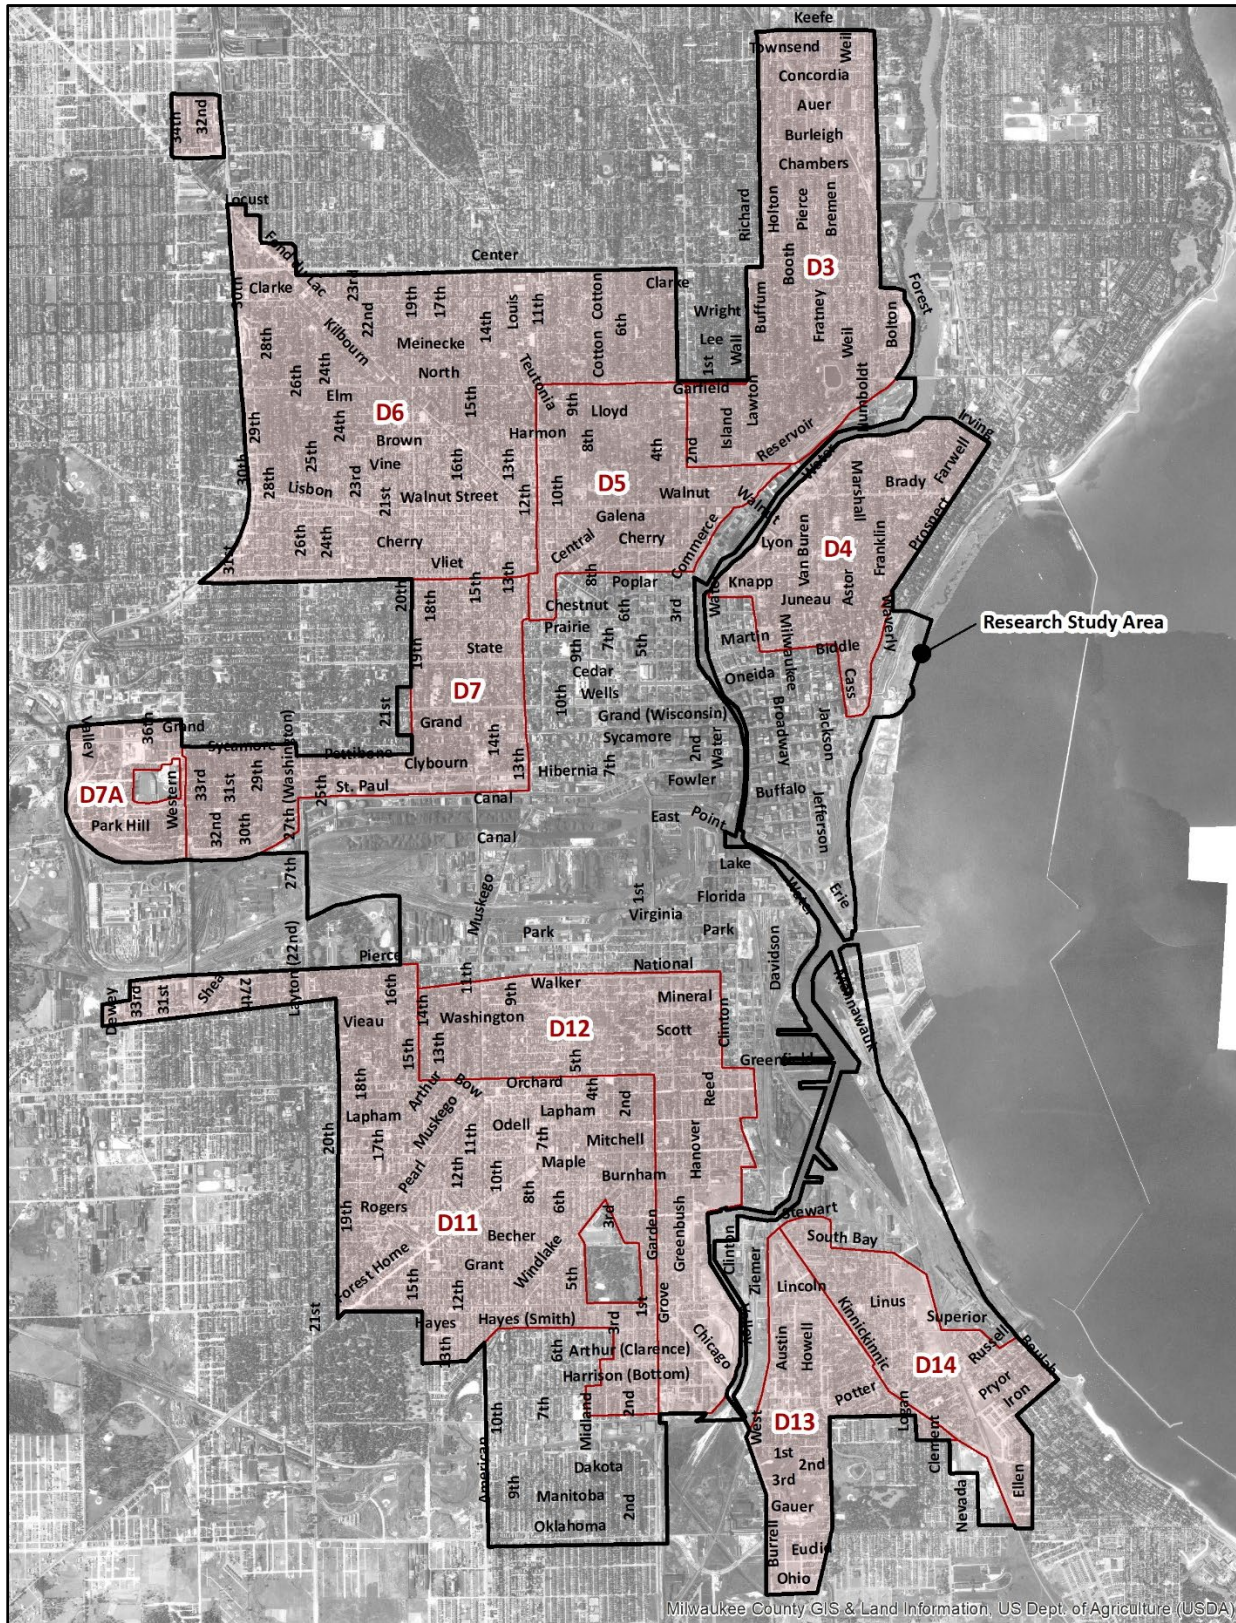 Keefe
Townsend
Weil
Concordia
Auer
Burleigh
Chambers
34th
32nd
Richard
Holton
Pierce
Bremen
Booth
D3
Buffum
Fratney
Weil
Bolton
Forest
Humboldt
Locust
Fond du Lac
Center
30th
Clarke
23rd
22nd
19th
17th
14th
Louis
11th
Cotton
Cotton
6th
Clarke
Wright
Lee
1st
Wall
Kilbourn
28th
Meinecke
North
Teutonia
26th
24th
Elm
15th
Garfield
Lawton
Island
Reservoir
29th
24th
D6
Brown
Harmon
9th
Lloyd
8th
4th
2nd
30th
28th
25th
Vine
Lisbon
23rd
21st
16th
13th
Walnut Street
12th
10th
D5
Walnut
Walnut
Galena
Water
Irving
Farwell
Brady
Marshall
Prospect
26th
24th
Cherry
Vliet
31st
Central
Cherry
Commerce
Lyon
Van Buren
D4
Franklin
20th
18th
15th
13th
8th
Poplar
Knapp
Juneau
Astor
Chestnut
6th
3rd
Water
Prairie
9th
7th
5th
Martin
Milwaukee
Biddle
Waverly
Research Study Area
19th
State
Cedar
Wells
Oneida
Cass
D7
21st
Grand
10th
Grand (Wisconsin)
Broadway
Jackson
Valley
36th
Grand
Sycamore
Pettibone
14th
Sycamore
2nd
Water
Clybourn
13th
Hibernia
7th
Fowler
Buffalo
Jefferson
D7A
Western
33rd
31st
29th
27th (Washington)
25th
St. Paul
Canal
East
Point
Park Hill
32nd
30th
Canal
Lake
27th
Muskego
1st
Florida
Water
Erie
Virginia
Park
Park
Davidson
Layton (22nd)
Pierce
National
Minnawauk
Dewey
33rd
31st
Shea
27th
16th
11th
9th
Walker
Mineral
Vieau
14th
Washington
D12
Scott
Clinton
15th
13th
5th
Greenfield
18th
Arthur
Bow
Orchard
4th
2nd
Reed
Lapham
Muskego
Lapham
Odell
20th
17th
11th
7th
Mitchell
Hanover
Pearl
12th
10th
Maple
Burnham
8th
6th
19th
Rogers
3rd
Stewart
D11
Becher
Garden
Greenbush
Clinton
Ziemer
South Bay
Forest Home
Grant
Windlake
5th
15th
12th
1st
Grove
Lincoln
Linus
21st
Hayes
Hayes (Smith)
3rd
Kinnickinnic
Superior
13th
6th
Arthur (Clarence)
Chicago
Austin
Howell
Russell
Beulah
Harrison (Bottom)
D14
Pryor
Iron
10th
7th
Midland
2nd
Potter
West
D13
Logan
Clement
American
Dakota
1st
2nd
3rd
9th
Manitoba
2nd
Gauer
Nevada
Ellen
Oklahoma
Burrell
Ohio
Milwaukee County GIS & Land Information, US Dept. of Agriculture (USDA)